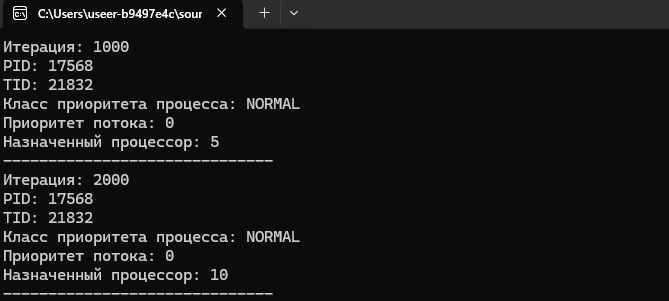 C:\Users\useer-b9497e4c\sour
Итерация: 1000
PID: 17568
TID: 21832
Класс приоритета процесса: NORMAL
Приоритет потока: 0
Назначенный процессор: 5
-------------------------------
Итерация: 2000
PID: 17568
TID: 21832
Класс приоритета процесса: NORMAL
Приоритет потока: 0
Назначенный процессор: 10
-------------------------------